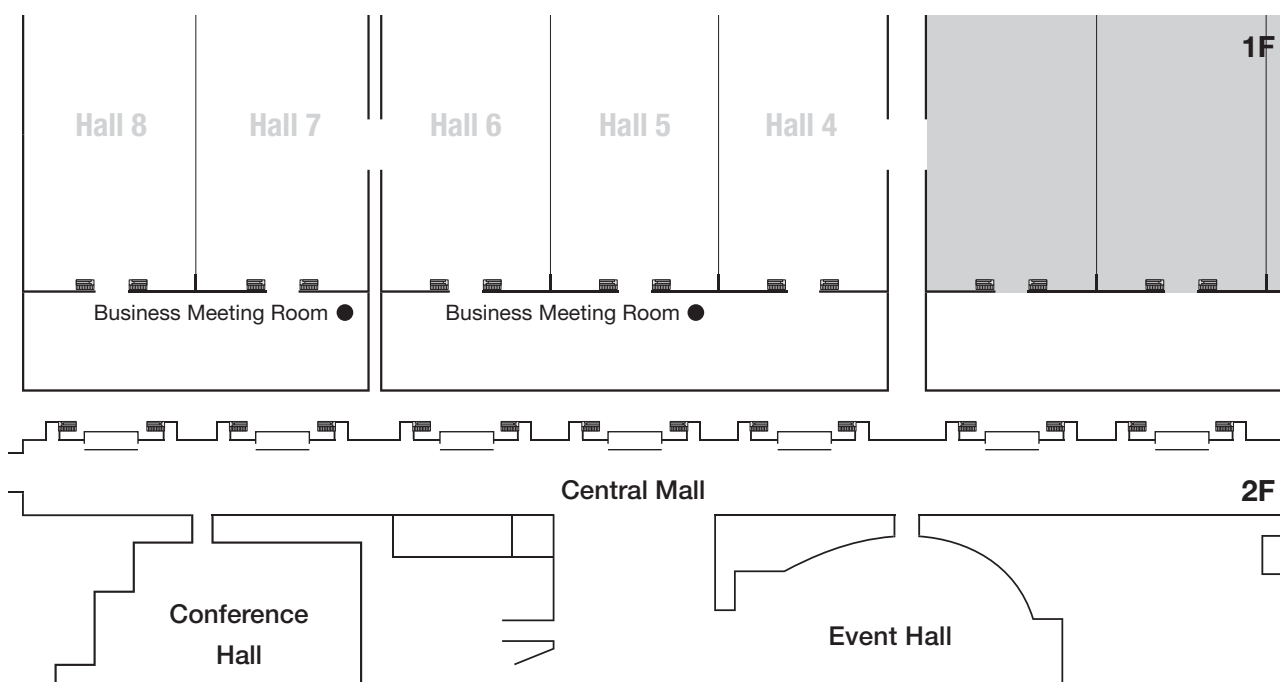 1F
Hall 8
Hall 7
Hall 6
Hall 5
Hall 4
Business Meeting Room
Business Meeting Room
Central Mall
2F
Conference
Hall
Event Hall